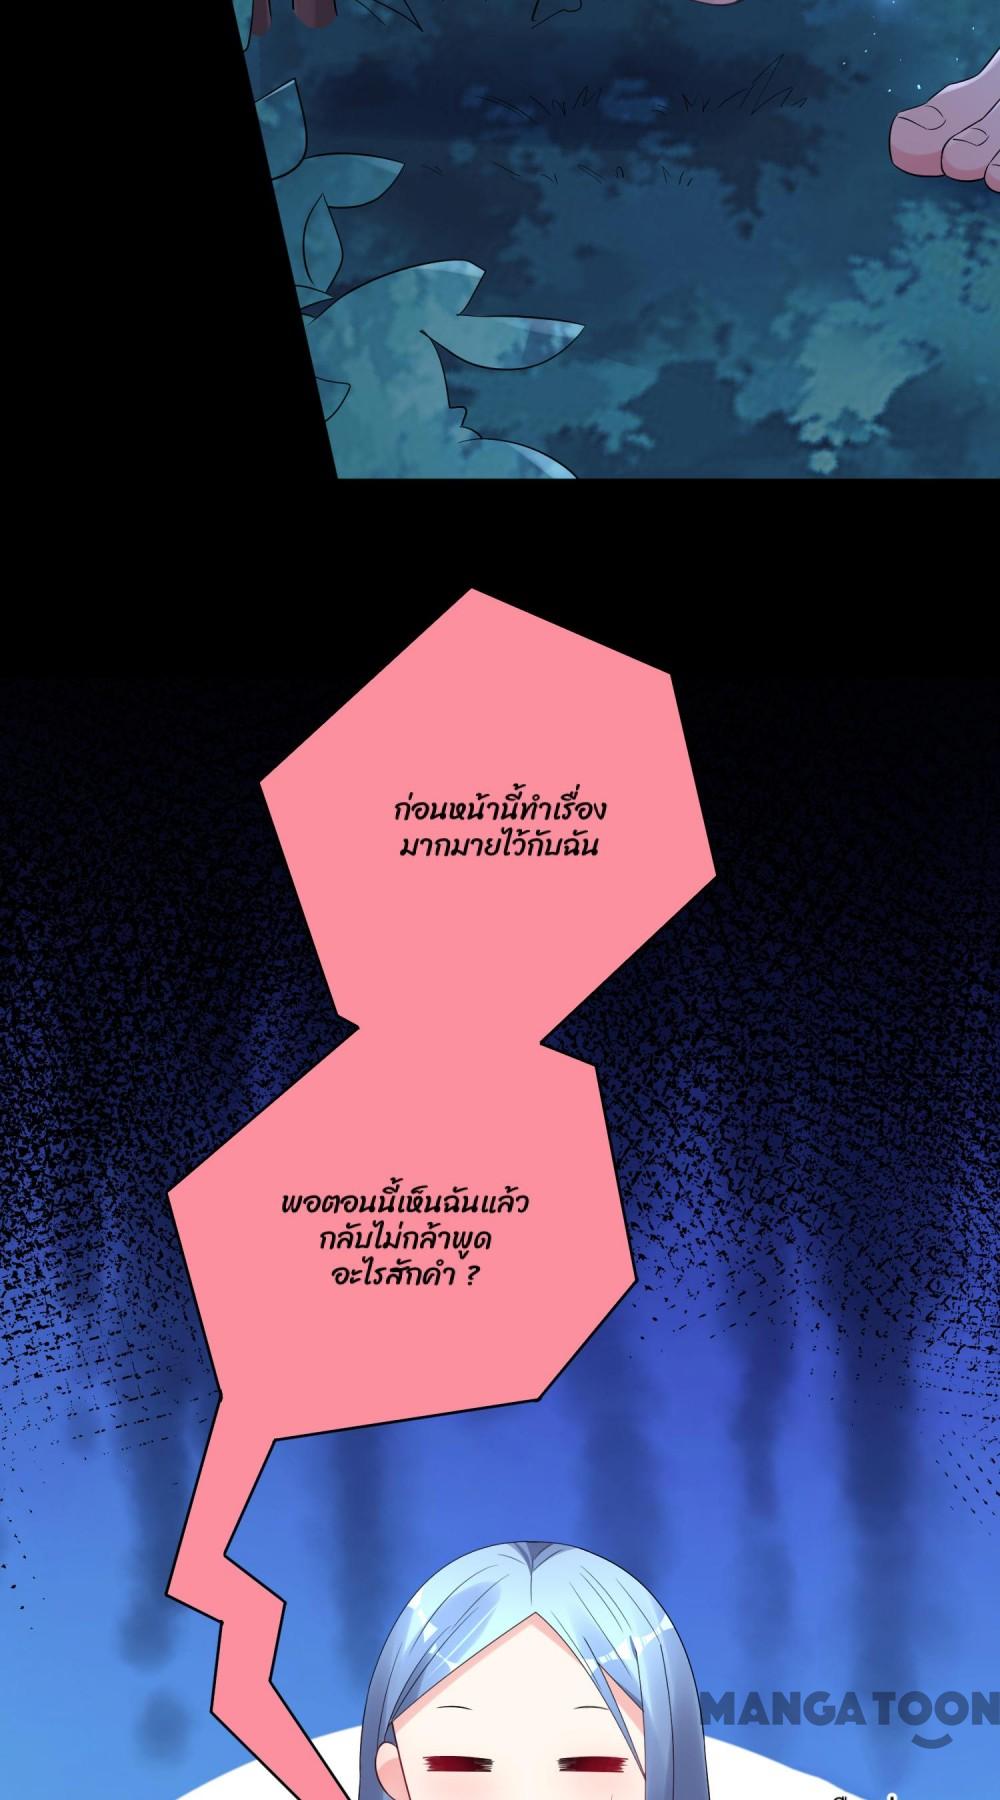 ก่อนหน้านี้ทำเรื่อง
มากมายไว้กับฉัน
พอตอนนี้เห็นฉันแล้ว
กลับไม่กล้าพูด
อะไรสักคำ ?
MANGATOON